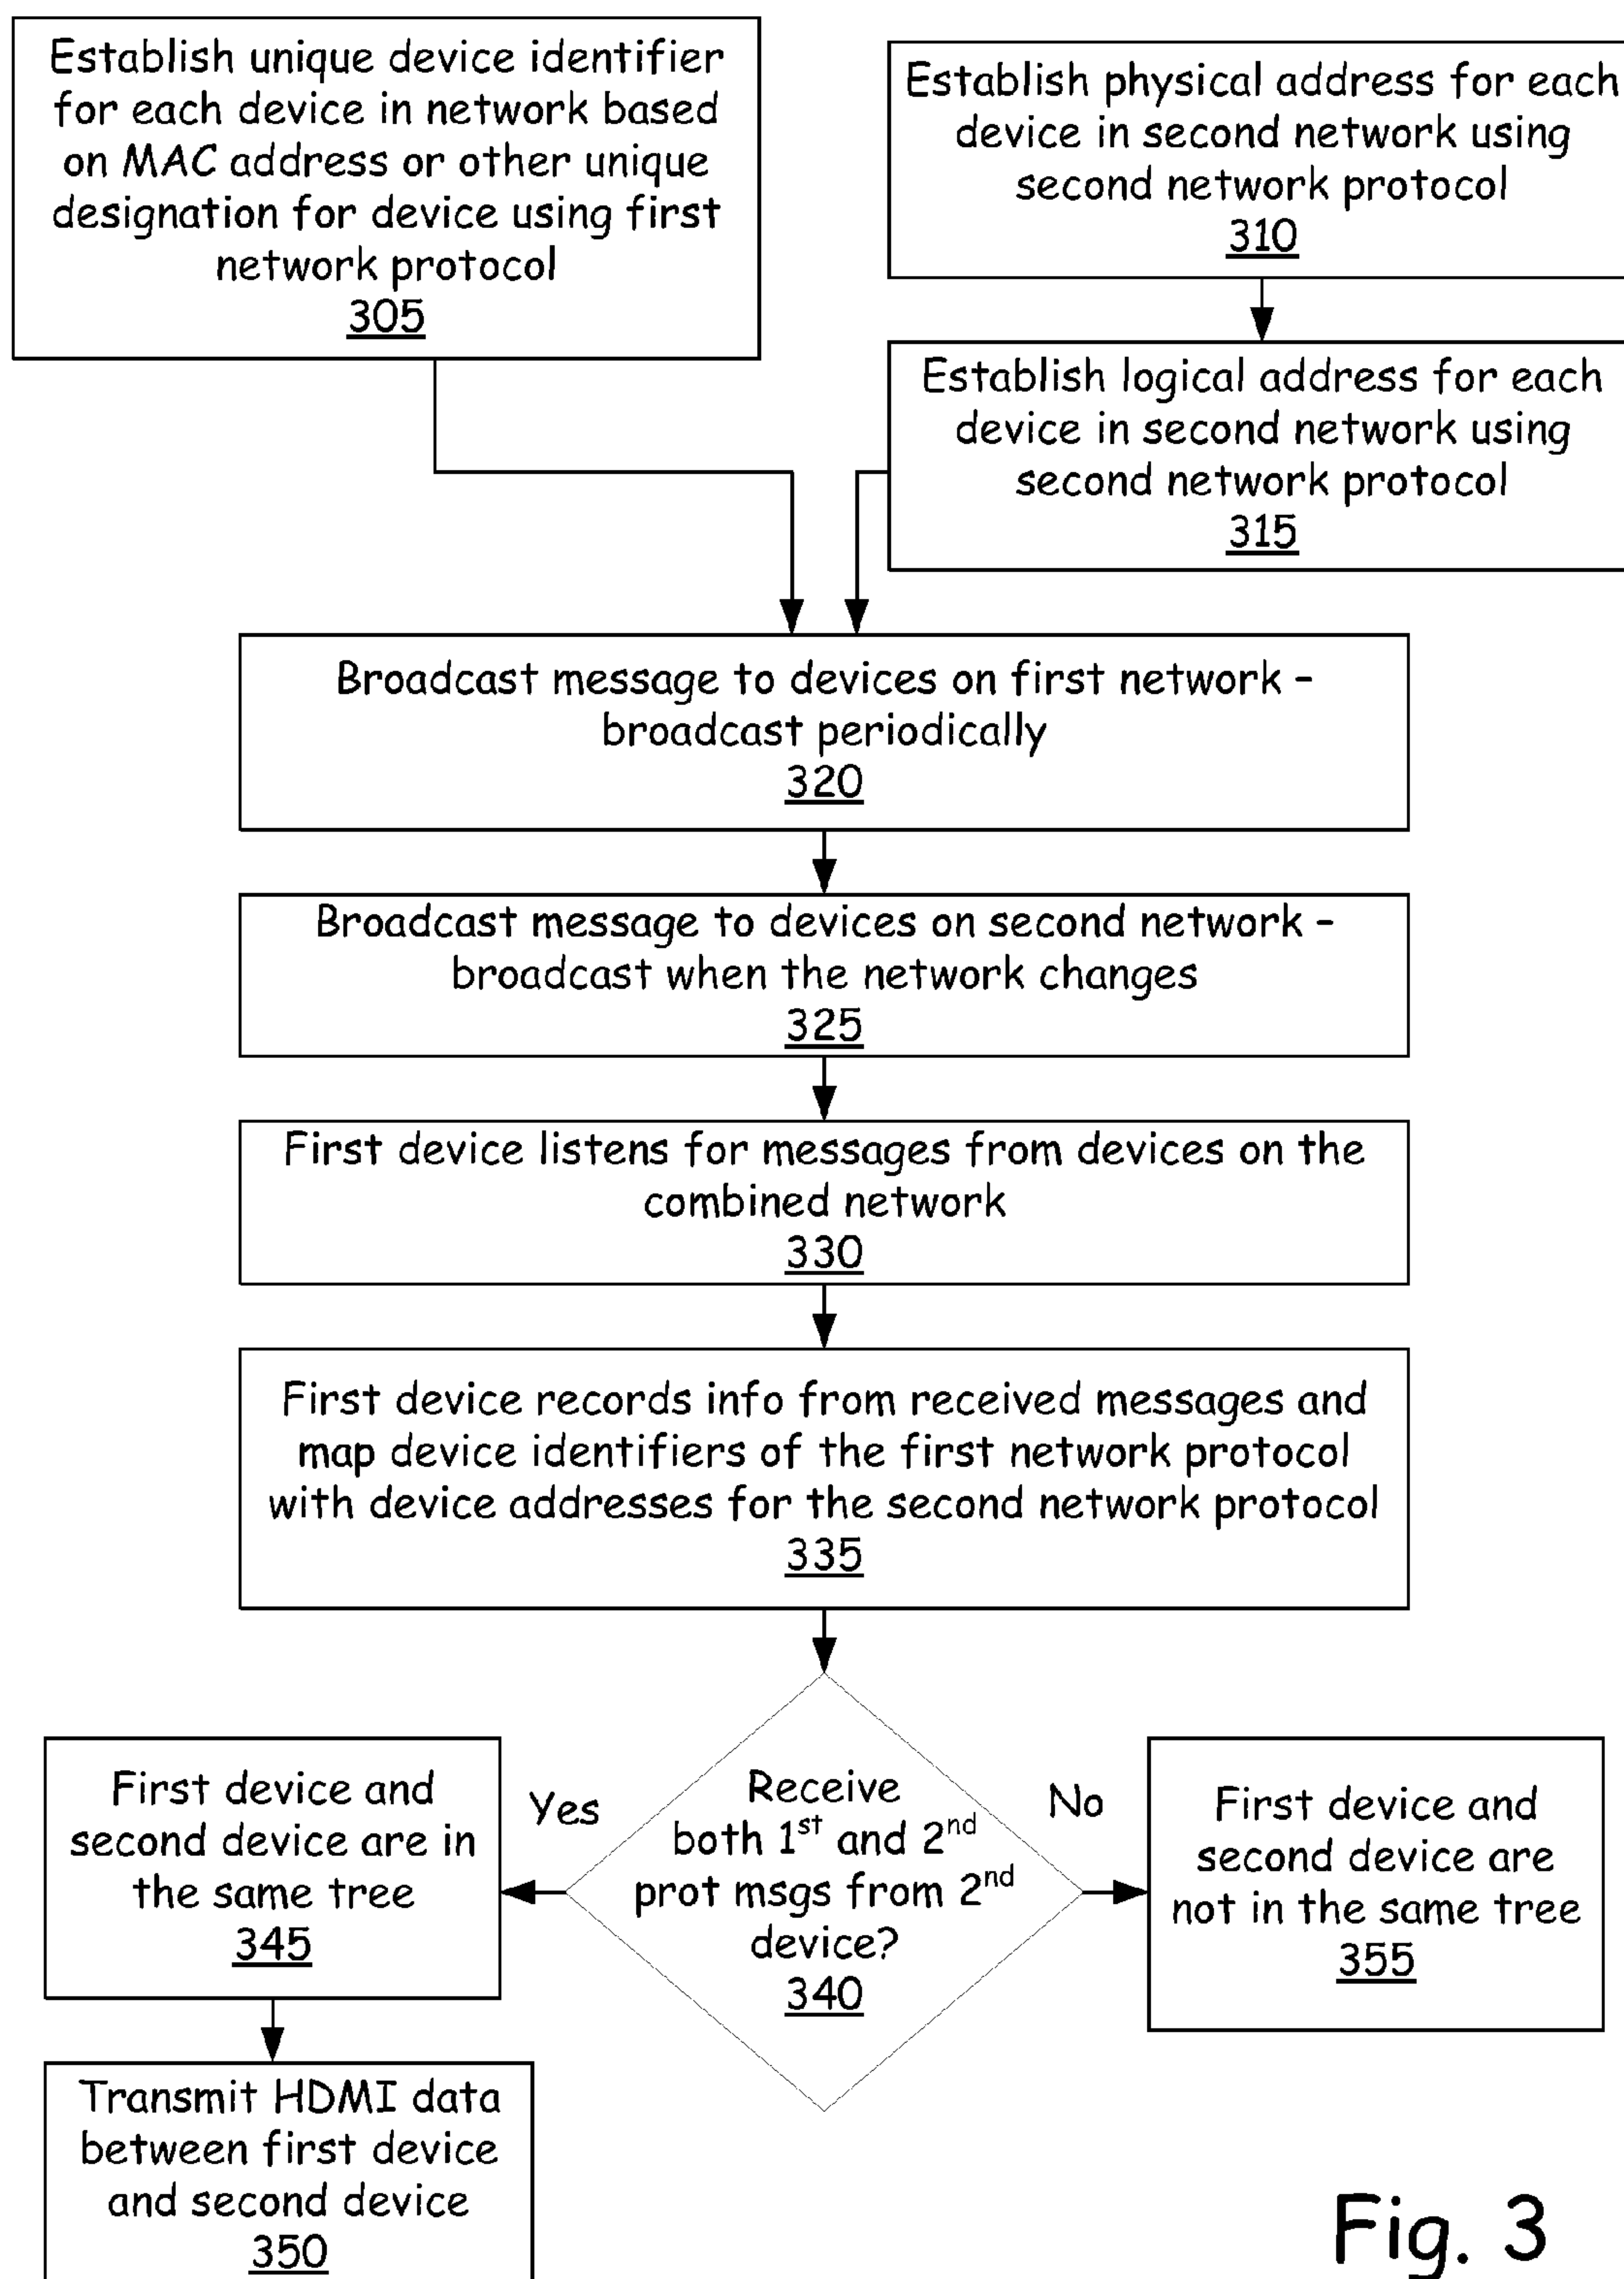 Establish unique device identifier
for each device in network based
on MAC address or other unique
designation for device using first
network protocol
305
Establish physical address for each
device in second network using
second network protocol
310
Establish logical address for each
device in second network using
second network protocol
315
Broadcast message to devices on first network –
broadcast periodically
320
Broadcast message to devices on second network –
broadcast when the network changes
325
First device listens for messages from devices on the
combined network
330
First device records info from received messages and
map device identifiers of the first network protocol
with device addresses for the second network protocol
335
Receive
both 1st and 2nd
prot msgs from 2nd
device?
340
Yes
No
First device and
second device are in
the same tree
345
First device and
second device are
not in the same tree
355
Transmit HDMI data
between first device
and second device
350
Fig. 3